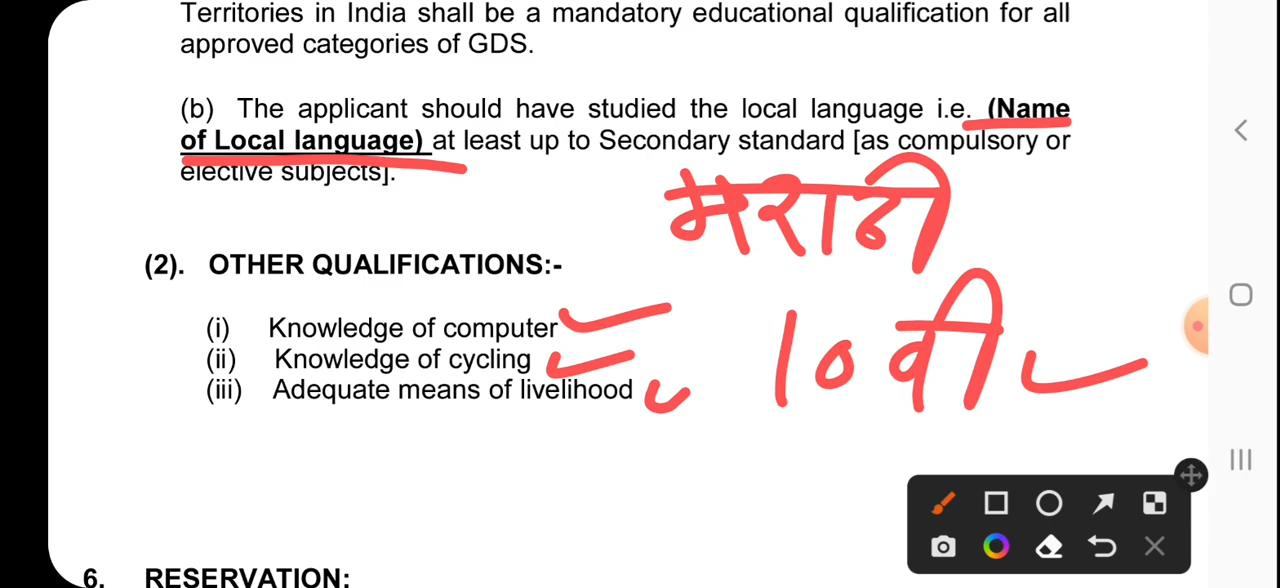 Territories in India shall be a mandatory educational qualification for all
approved categories of GDS.
(b) The applicant should have studied the local language i.e. (Name
of Local language) at least up to Secondary standard [as compulsory or
elective subjects].
मराठी
(2). OTHER QUALIFICATIONS:-
(i) Knowledge of computer
(ii) Knowledge of cycling
(iii) Adequate means of livelihood
10वी
6. RESERVATION: